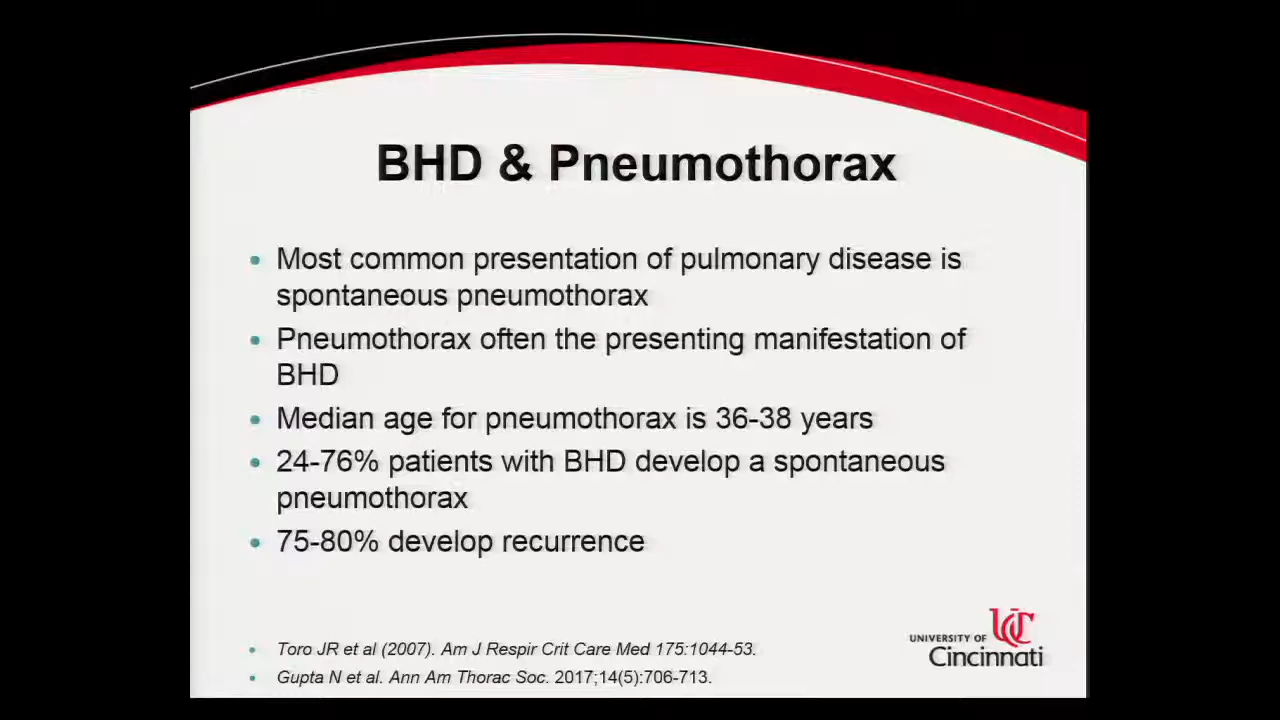 BHD & Pneumothorax
• Most common presentation of pulmonary disease is
spontaneous pneumothorax
• Pneumothorax often the presenting manifestation of
BHD
• Median age for pneumothorax is 36-38 years
• 24-76% patients with BHD develop a spontaneous
pneumothorax
• 75-80% develop recurrence
• Toro JR et al (2007). Am J Respir Crit Care Med 175:1044-53.
• Gupta N et al. Ann Am Thorac Soc. 2017;14(5):706-713.
UC
UNIVERSITY OF
Cincinnati